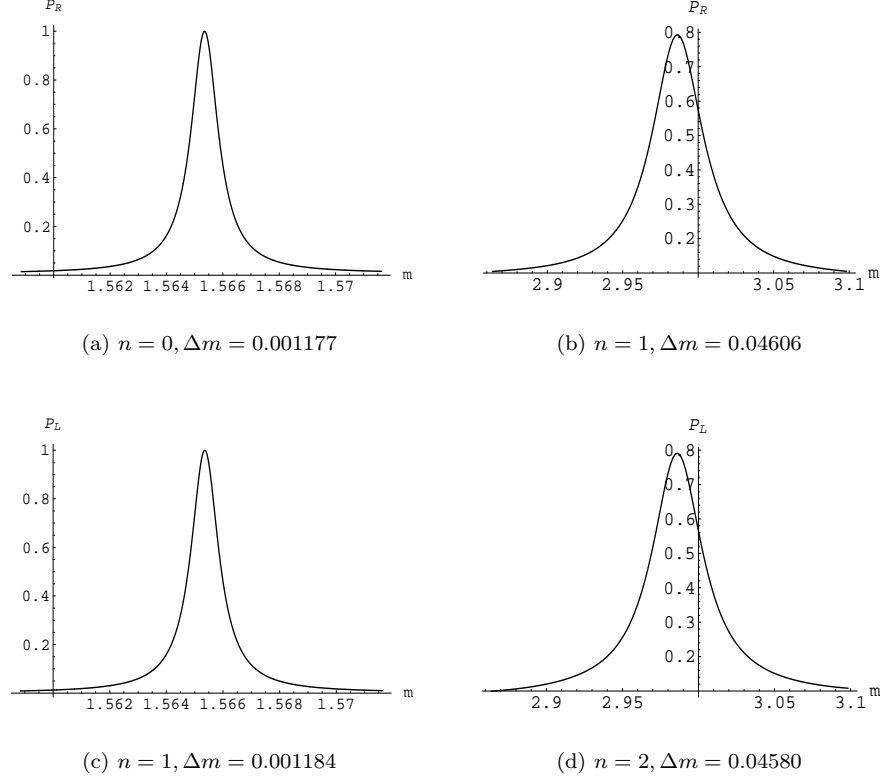 P_R
1
0.8
0.6
0.4
0.2
1.562 1.564 1.566 1.568 1.57
m
(a) n = 0, Δm = 0.001177
P_R
0.8
0.7
0.6
0.5
0.4
0.3
0.2
2.9 2.95 3.05 3.1
m
(b) n = 1, Δm = 0.04606
P_L
1
0.8
0.6
0.4
0.2
1.562 1.564 1.566 1.568 1.57
m
(c) n = 1, Δm = 0.001184
P_L
0.8
0.7
0.6
0.5
0.4
0.3
0.2
2.9 2.95 3.05 3.1
m
(d) n = 2, Δm = 0.04580